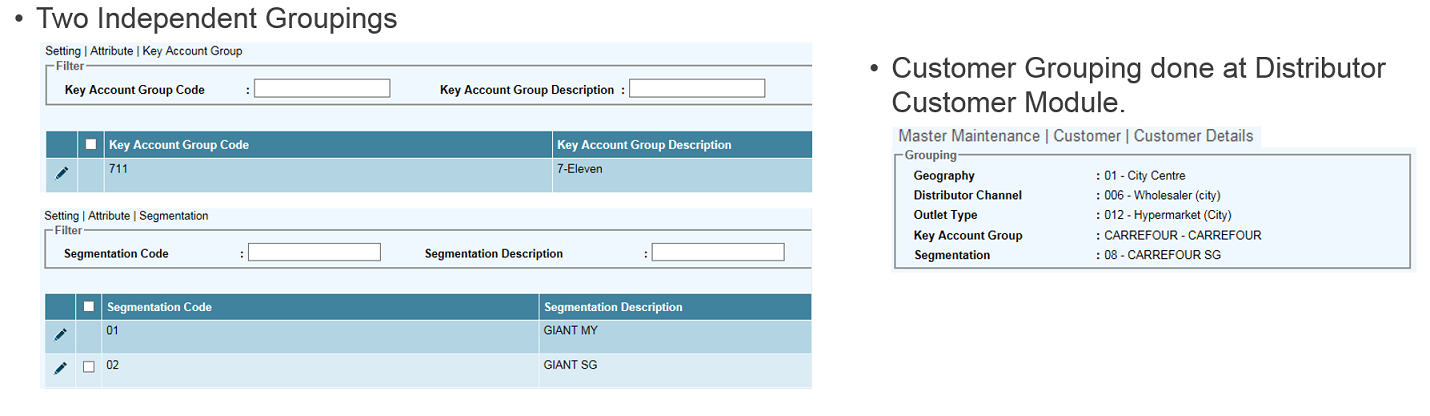 • Two Independent Groupings
Setting | Attribute | Key Account Group
Filter
Key Account Group Code :
Key Account Group Description :
Key Account Group Code Key Account Group Description
711 7-Eleven
Setting | Attribute | Segmentation
Filter
Segmentation Code :
Segmentation Description :
Segmentation Code Segmentation Description
01 GIANT MY
02 GIANT SG
• Customer Grouping done at Distributor
Customer Module.
Master Maintenance | Customer | Customer Details
Grouping
Geography : 01 - City Centre
Distributor Channel : 006 - Wholesaler (city)
Outlet Type : 012 - Hypermarket (City)
Key Account Group : CARREFOUR - CARREFOUR
Segmentation : 08 - CARREFOUR SG